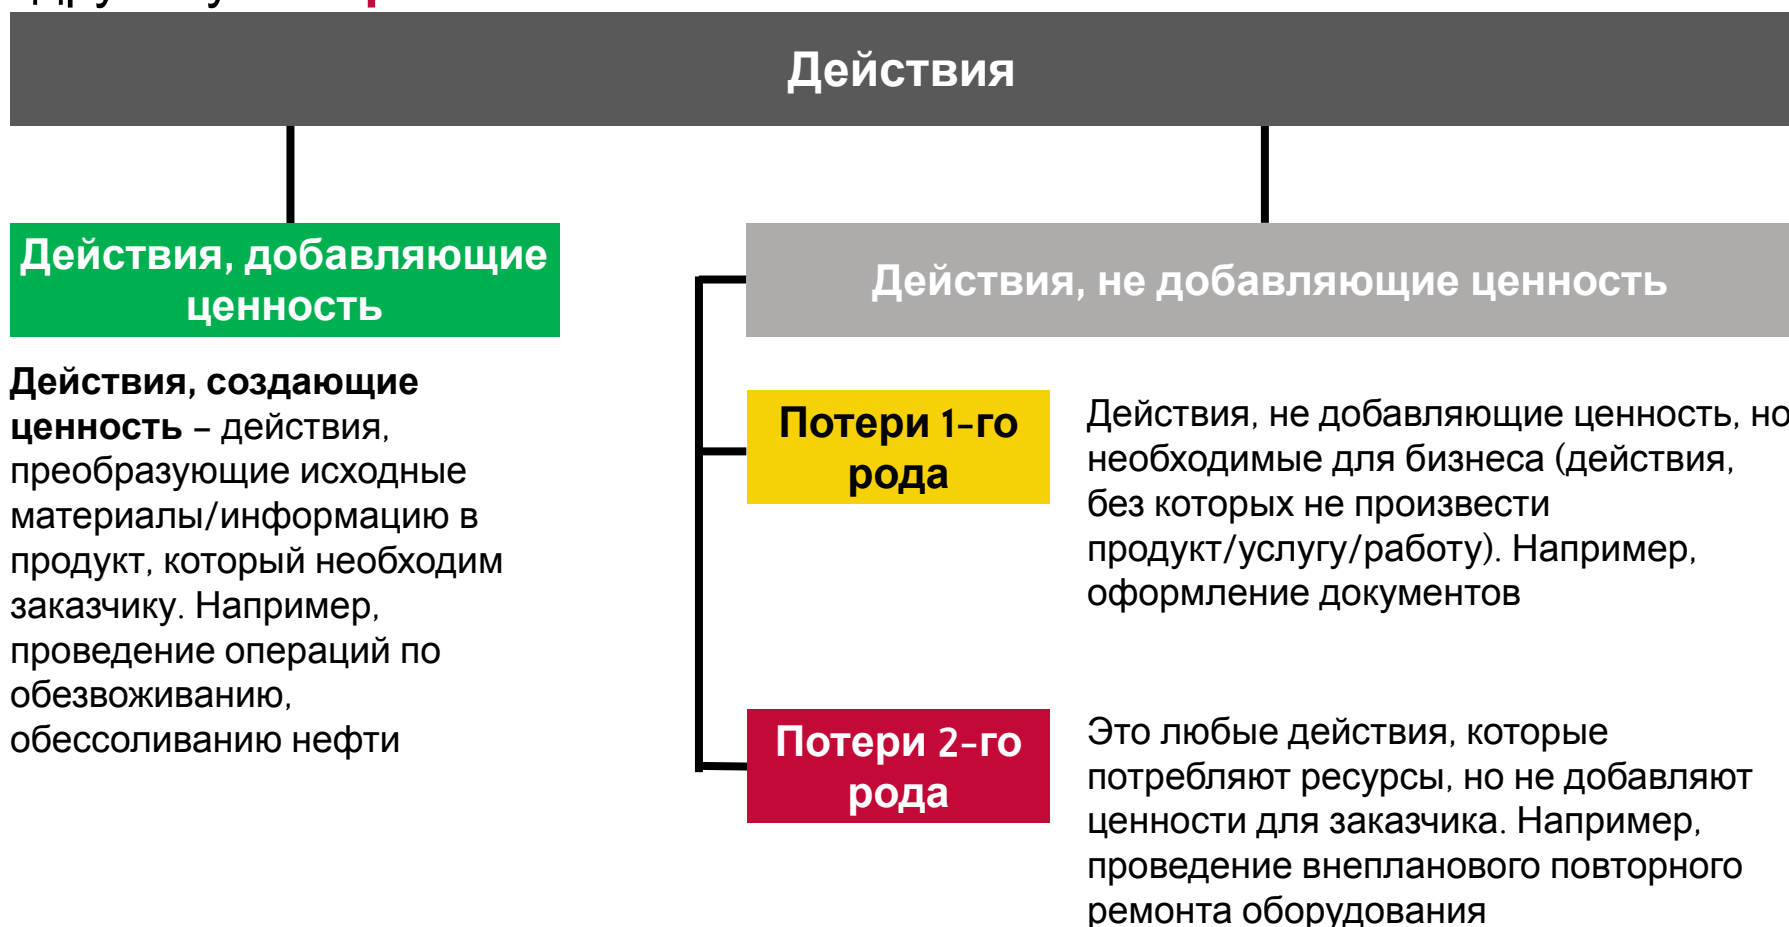 Действия
Действия, добавляющие
ценность
Действия, не добавляющие ценность
Действия, создающие
ценность – действия,
преобразующие исходные
материалы/информацию в
продукт, который необходим
заказчику. Например,
проведение операций по
обезвоживанию,
обессоливанию нефти
Потери 1-го
рода
Действия, не добавляющие ценность, но
необходимые для бизнеса (действия,
без которых не произвести
продукт/услугу/работу). Например,
оформление документов
Потери 2-го
рода
Это любые действия, которые
потребляют ресурсы, но не добавляют
ценности для заказчика. Например,
проведение внепланового повторного
ремонта оборудования